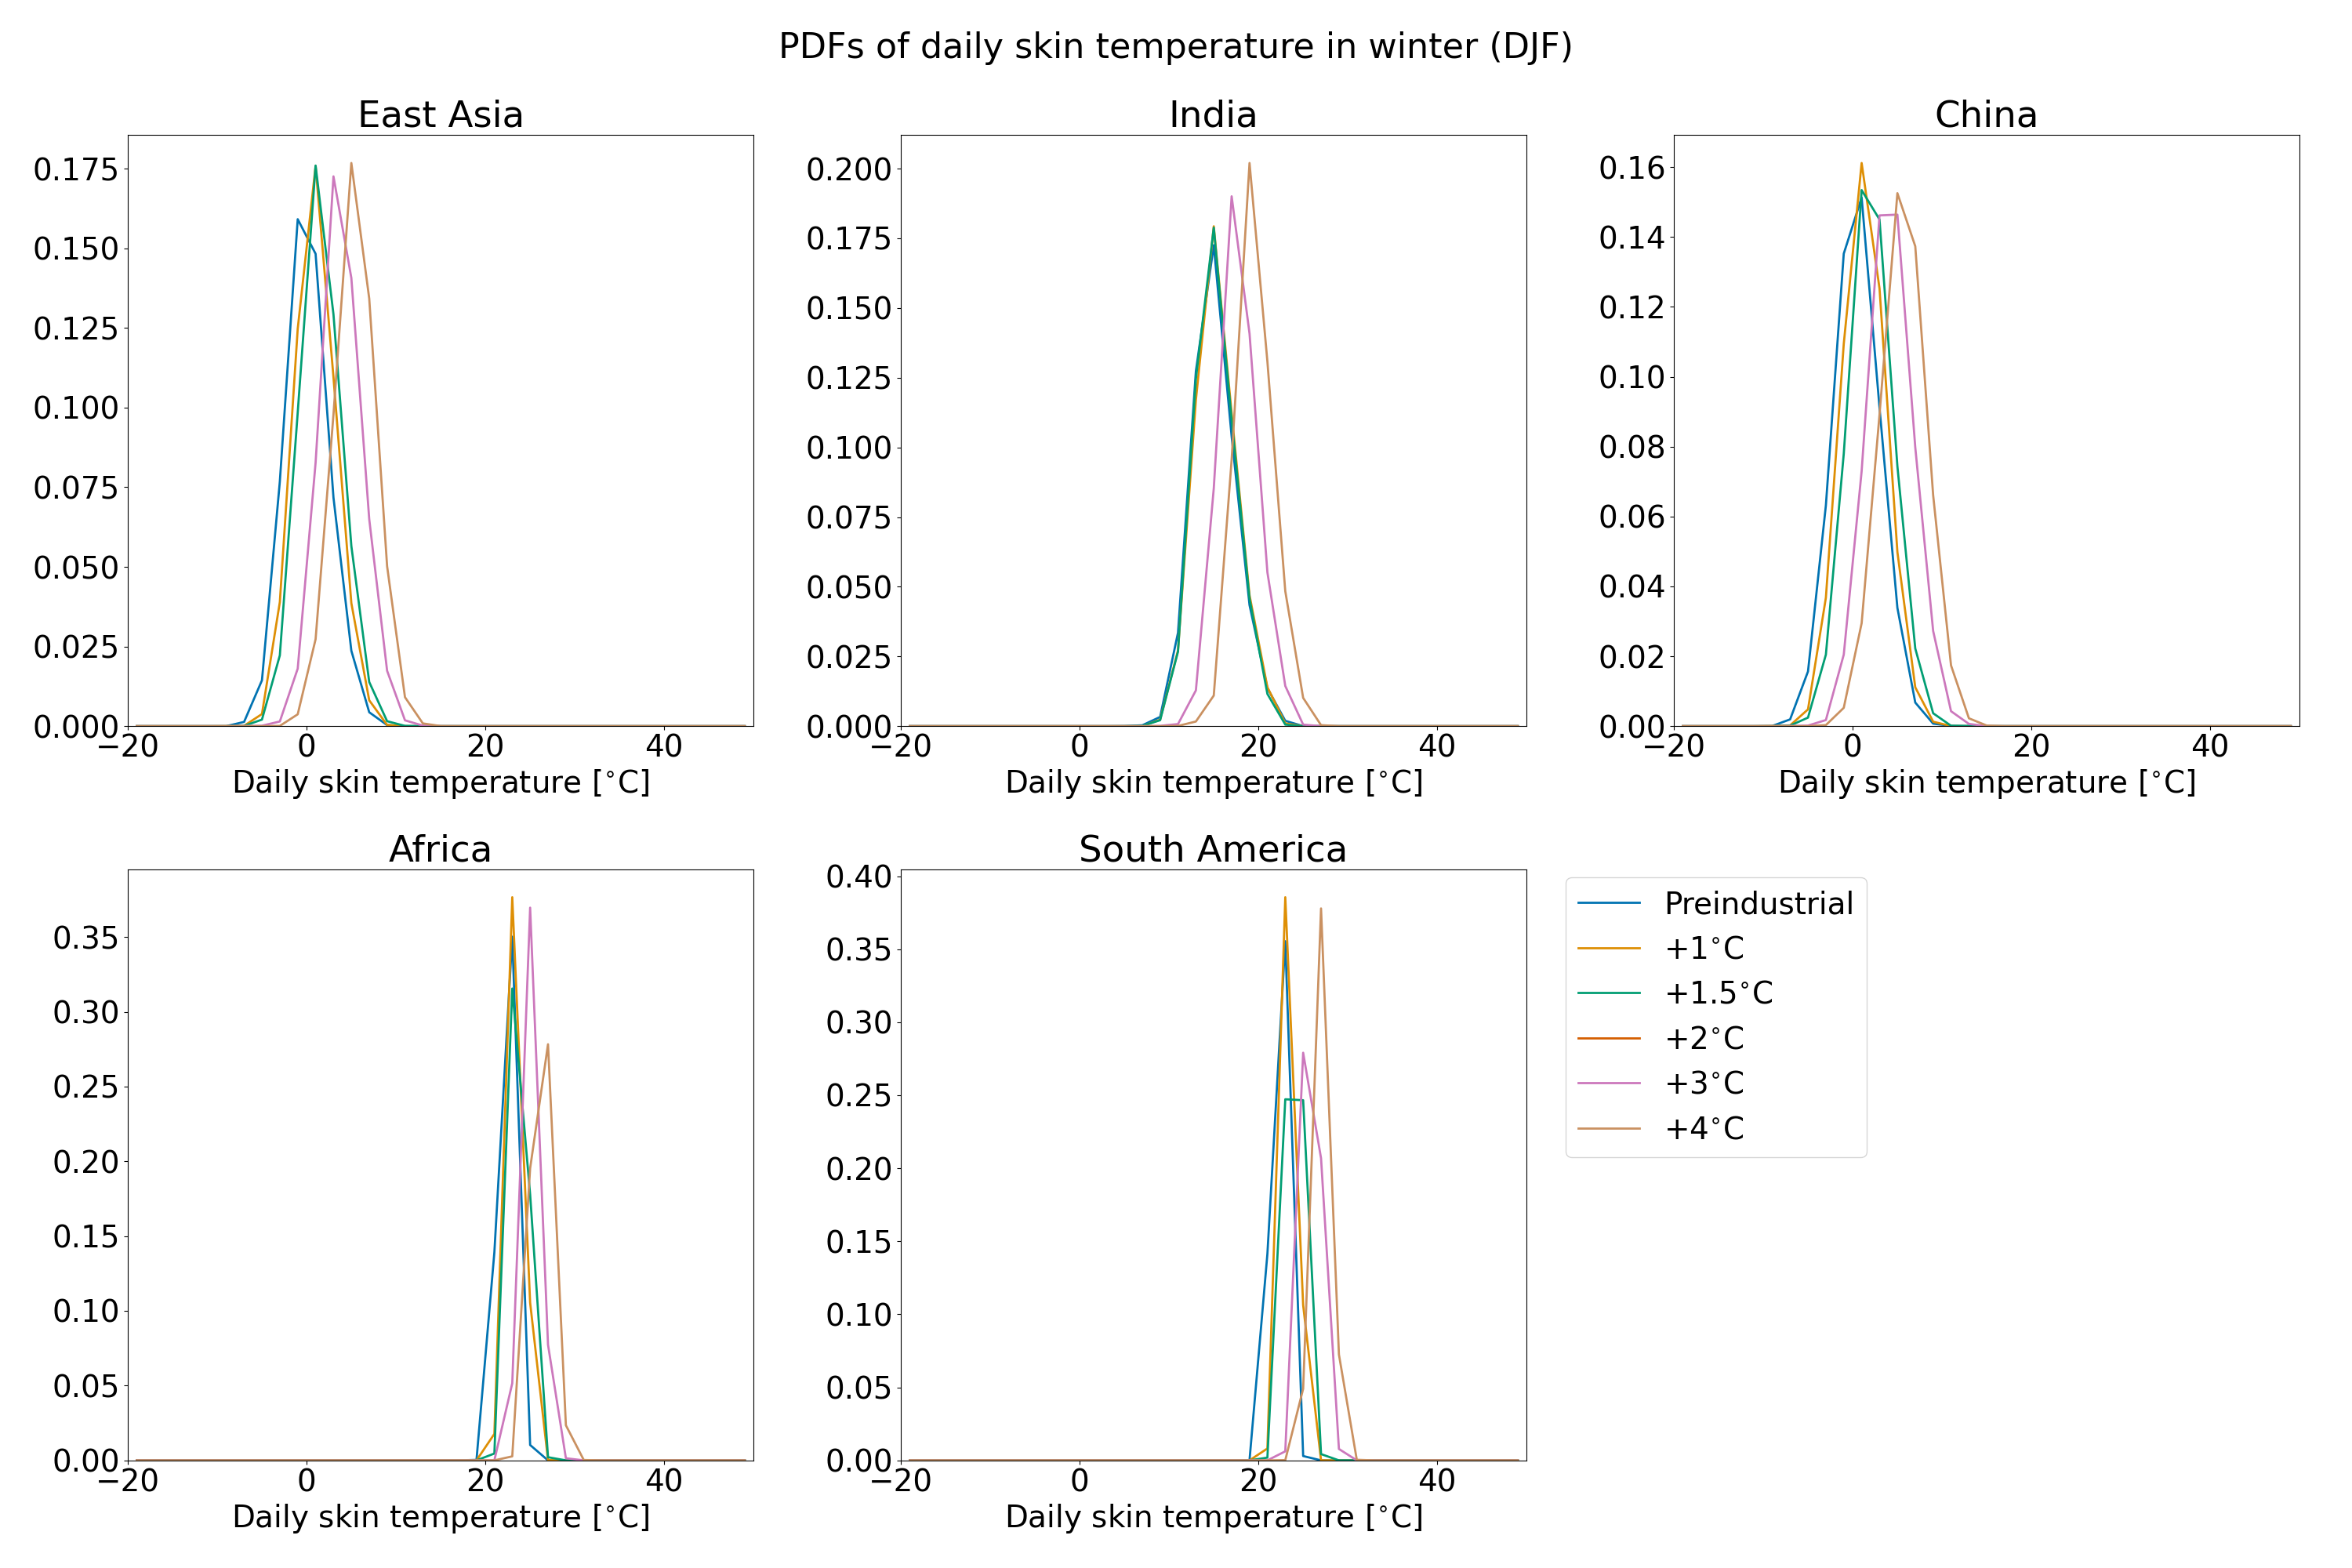 PDFs of daily skin temperature in winter (DJF)
East Asia
0.175
0.150
0.125
0.100
0.075
0.050
0.025
0.000
−20 0 20 40
Daily skin temperature [°C]
India
0.200
0.175
0.150
0.125
0.100
0.075
0.050
0.025
0.000
−20 0 20 40
Daily skin temperature [°C]
China
0.16
0.14
0.12
0.10
0.08
0.06
0.04
0.02
0.00
−20 0 20 40
Daily skin temperature [°C]
Africa
0.35
0.30
0.25
0.20
0.15
0.10
0.05
0.00
−20 0 20 40
Daily skin temperature [°C]
South America
0.40
0.35
0.30
0.25
0.20
0.15
0.10
0.05
0.00
−20 0 20 40
Daily skin temperature [°C]
Preindustrial
+1°C
+1.5°C
+2°C
+3°C
+4°C